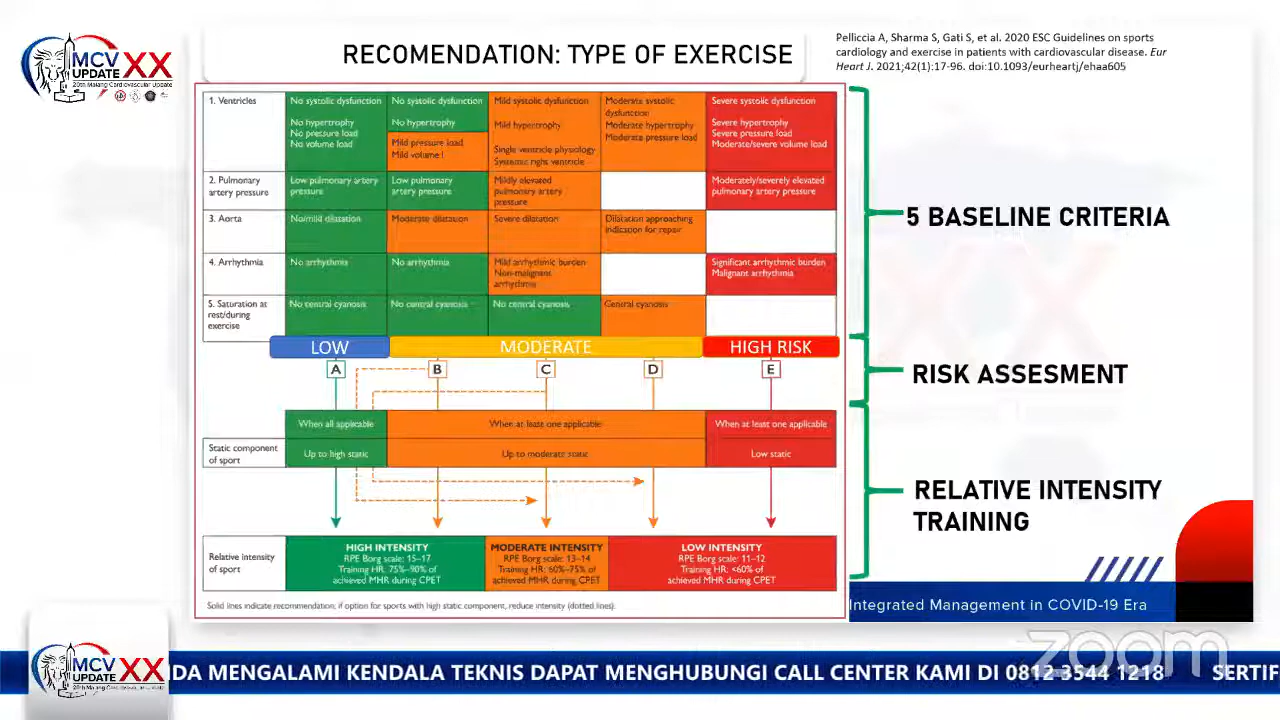 MCV
UPDATE
XX
20th Malang Cardiovascular Update
RECOMENDATION: TYPE OF EXERCISE
Pelliccia A, Sharma S, Gati S, et al. 2020 ESC Guidelines on sports
cardiology and exercise in patients with cardiovascular disease. Eur
Heart J. 2021;42(1):17-96. doi:10.1093/eurheartj/ehaa605
1. Ventricles
No systolic dysfunction
No hypertrophy
No pressure load
No volume load
No systolic dysfunction
No hypertrophy
Mild pressure load
Mild volume l
Mild systolic dysfunction
Mild hypertrophy
Single ventricle physiology
Systemic right ventricle
Moderate systolic
dysfunction
Moderate hypertrophy
Moderate pressure load
Severe systolic dysfunction
Severe hypertrophy
Severe pressure load
Moderate/severe volume load
2. Pulmonary
artery pressure
Low pulmonary artery
pressure
Low pulmonary artery
pressure
Mildly elevated
pulmonary artery
pressure
Moderately/severely elevated
pulmonary artery pressure
3. Aorta
No/mild dilatation
Moderate dilatation
Severe dilatation
Dilatation approaching
indication for repair
4. Arrhythmia
No arrhythmia
No arrhythmia
Mild arrhythmic burden
Non-malignant
arrhythmia
Significant arrhythmic burden
Malignant arrhythmia
5. Saturation at
rest/during
exercise
No central cyanosis
No central cyanosis
No central cyanosis
Central cyanosis
LOW
MODERATE
HIGH RISK
A
B
C
D
E
When all applicable
When at least one applicable
When at least one applicable
Static component
of sport
Up to high static
Up to moderate static
Low static
Relative intensity
of sport
HIGH INTENSITY
RPE Borg scale: 15–17
Training HR: 75%–90% of
achieved MHR during CPET
MODERATE INTENSITY
RPE Borg scale: 13–14
Training HR: 60%–75% of
achieved MHR during CPET
LOW INTENSITY
RPE Borg scale: 11–12
Training HR: <60% of
achieved MHR during CPET
Solid lines indicate recommendation; if option for sports with high static component, reduce intensity (dotted lines).
5 BASELINE CRITERIA
RISK ASSESMENT
RELATIVE INTENSITY
TRAINING
Integrated Management in COVID-19 Era
zoom
MCV
UPDATE
XX
NDA MENGALAMI KENDALA TEKNIS DAPAT MENGHUBUNGI CALL CENTER KAMI DI 0812 3544 1218 SERTIF